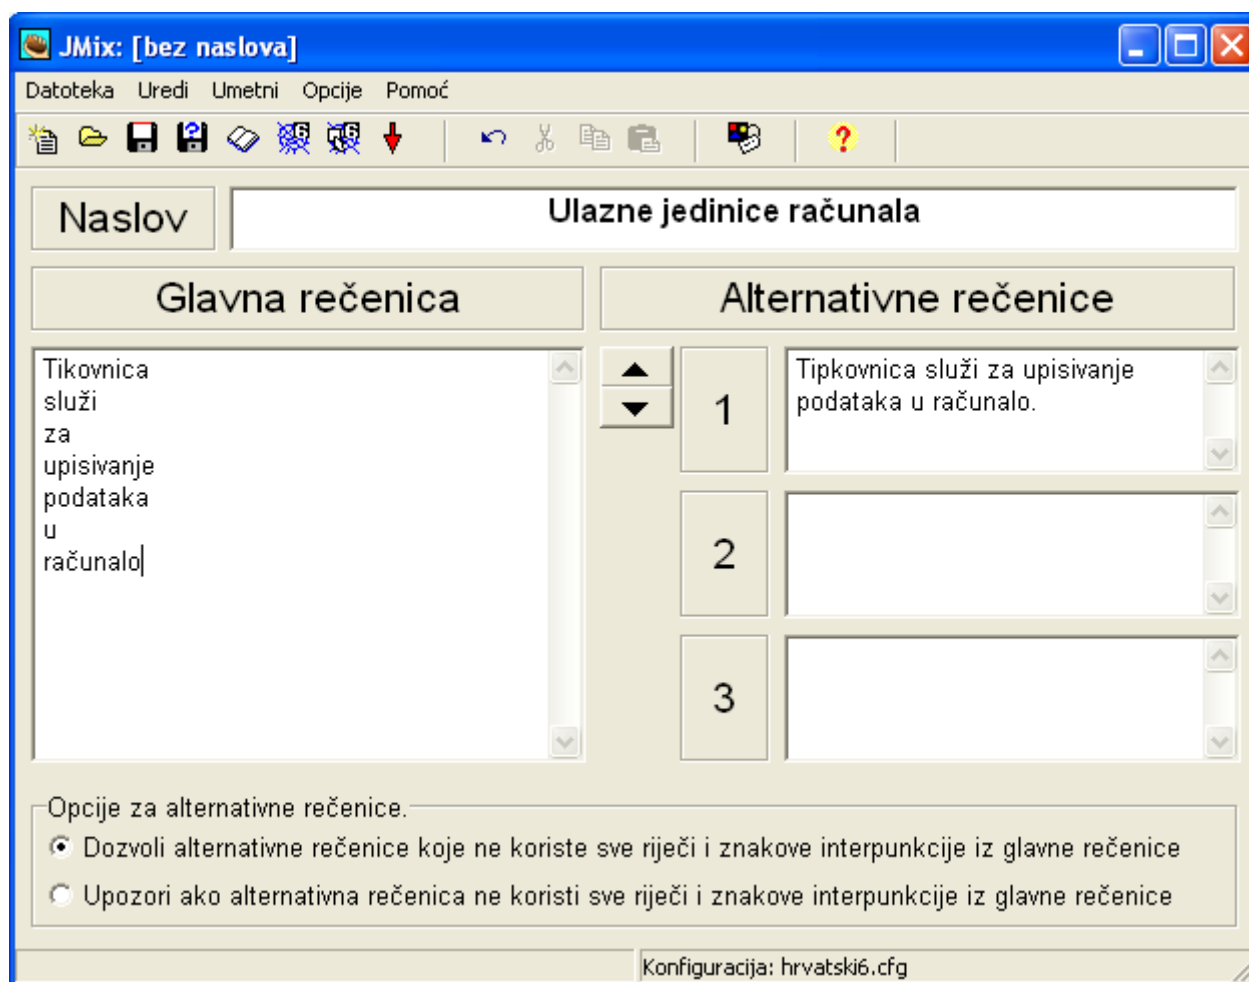 JMix: [bez naslova]
Datoteka Uredi Umetni Opcije Pomoć
Naslov
Ulazne jedinice računala
Glavna rečenica
Alternativne rečenice
Tikovnica
služi
za
upisivanje
podataka
u
računalo
1
Tipkovnica služi za upisivanje
podataka u računalo.
2
3
Opcije za alternativne rečenice.
Dozvoli alternativne rečenice koje ne koriste sve riječi i znakove interpunkcije iz glavne rečenice
Upozori ako alternativna rečenica ne koristi sve riječi i znakove interpunkcije iz glavne rečenice
Konfiguracija: hrvatski6.cfg